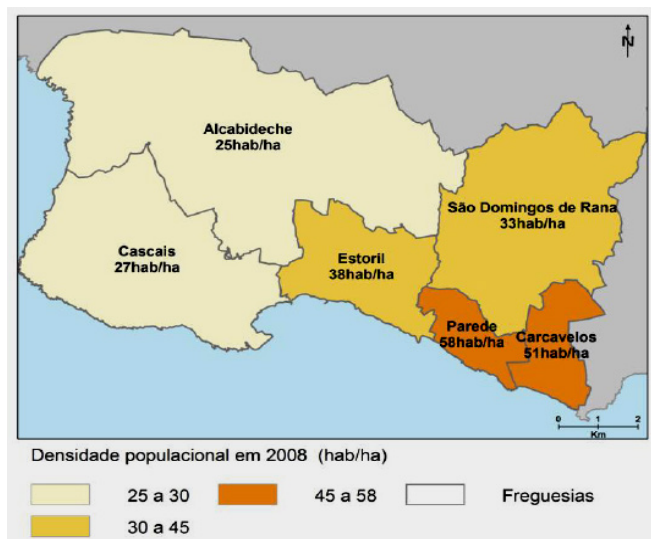 N
Alcabideche
25hab/ha
São Domingos de Rana
33hab/ha
Cascais
27hab/ha
Estoril
38hab/ha
Parede
58hab/ha
Carcavelos
51hab/ha
0 1 2
Km
Densidade populacional em 2008 (hab/ha)
25 a 30 45 a 58 Freguesias
30 a 45